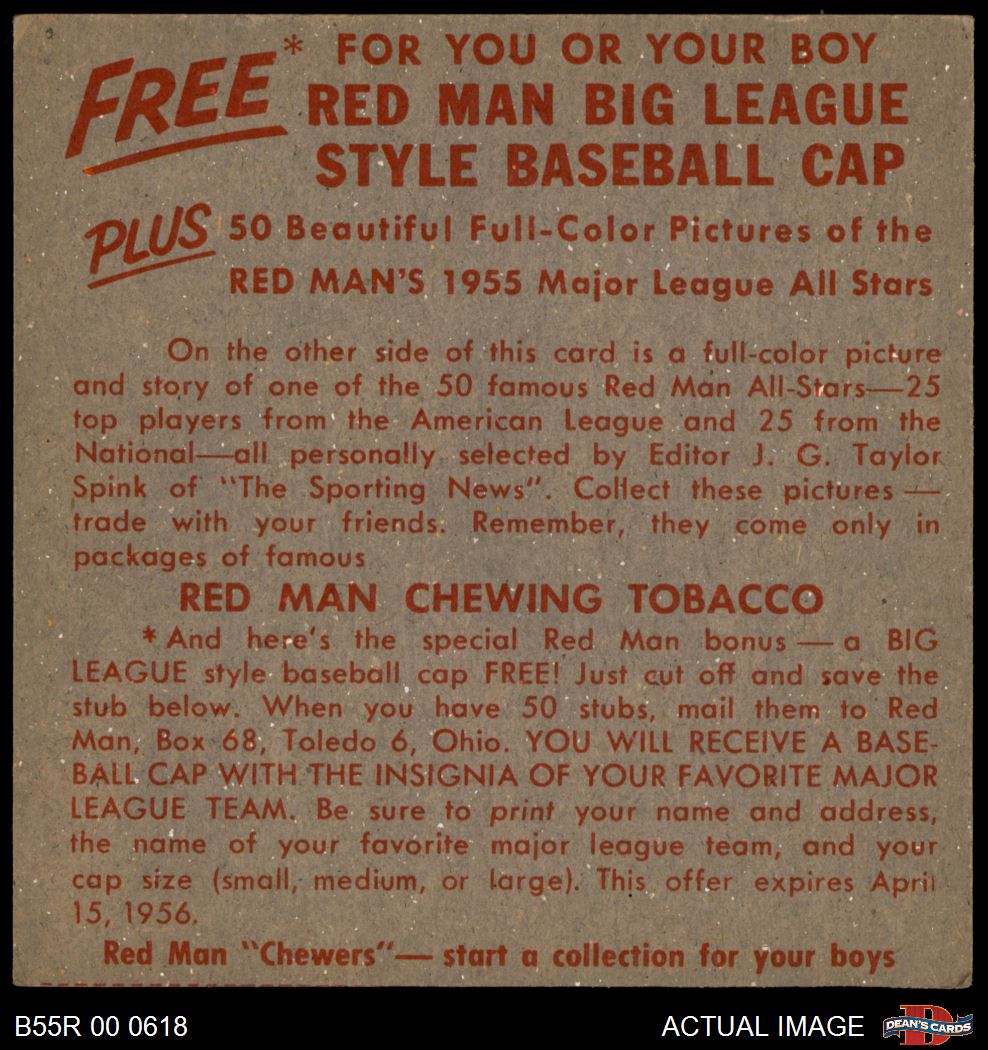 FREE* FOR YOU OR YOUR BOY
RED MAN BIG LEAGUE
STYLE BASEBALL CAP
PLUS 50 Beautiful Full-Color Pictures of the
RED MAN'S 1955 Major League All Stars
On the other side of this card is a full-color picture
and story of one of the 50 famous Red Man All-Stars—25
top players from the American League and 25 from the
National—all personally selected by Editor J. G. Taylor
Spink of "The Sporting News". Collect these pictures —
trade with your friends. Remember, they come only in
packages of famous
RED MAN CHEWING TOBACCO
*And here's the special Red Man bonus — a BIG
LEAGUE style baseball cap FREE! Just cut off and save the
stub below. When you have 50 stubs, mail them to Red
Man, Box 68, Toledo 6, Ohio. YOU WILL RECEIVE A BASE-
BALL CAP WITH THE INSIGNIA OF YOUR FAVORITE MAJOR
LEAGUE TEAM. Be sure to print your name and address,
the name of your favorite major league team, and your
cap size (small, medium, or large). This offer expires April
15, 1956.
Red Man "Chewers"— start a collection for your boys
B55R 00 0618
ACTUAL IMAGE
DEAN'S CARDS